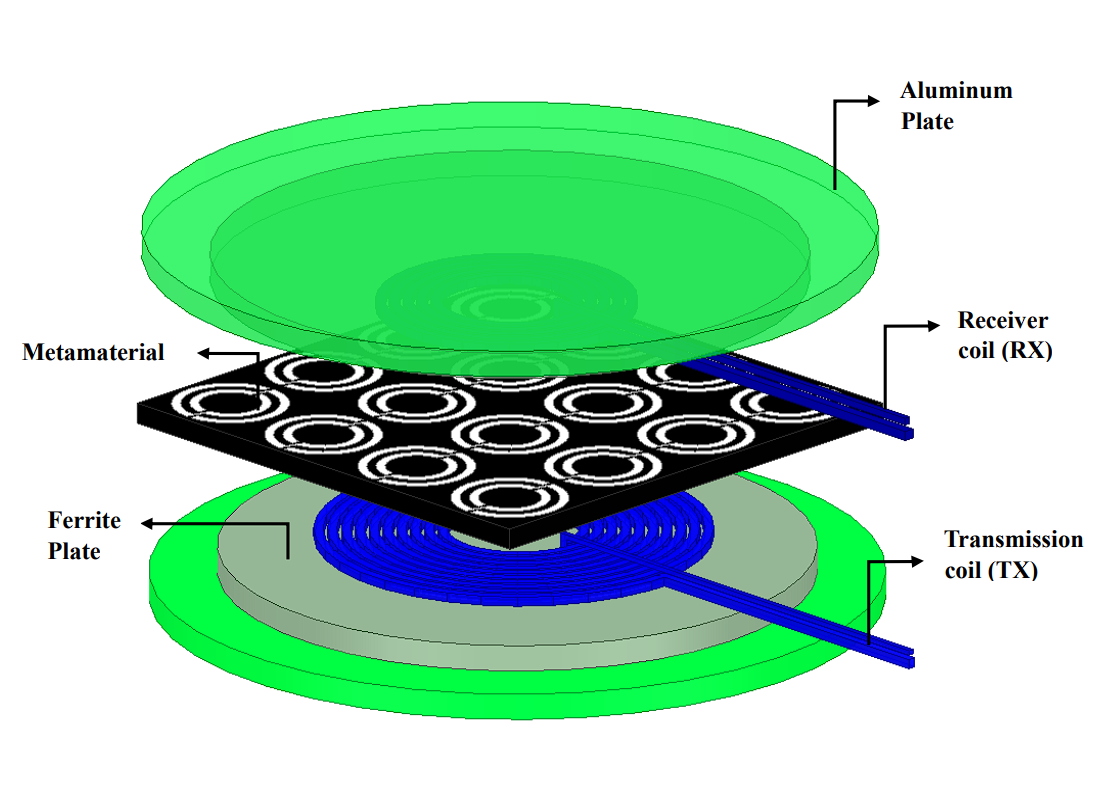 Aluminum
Plate
Receiver
coil (RX)
Metamaterial
Ferrite
Plate
Transmission
coil (TX)